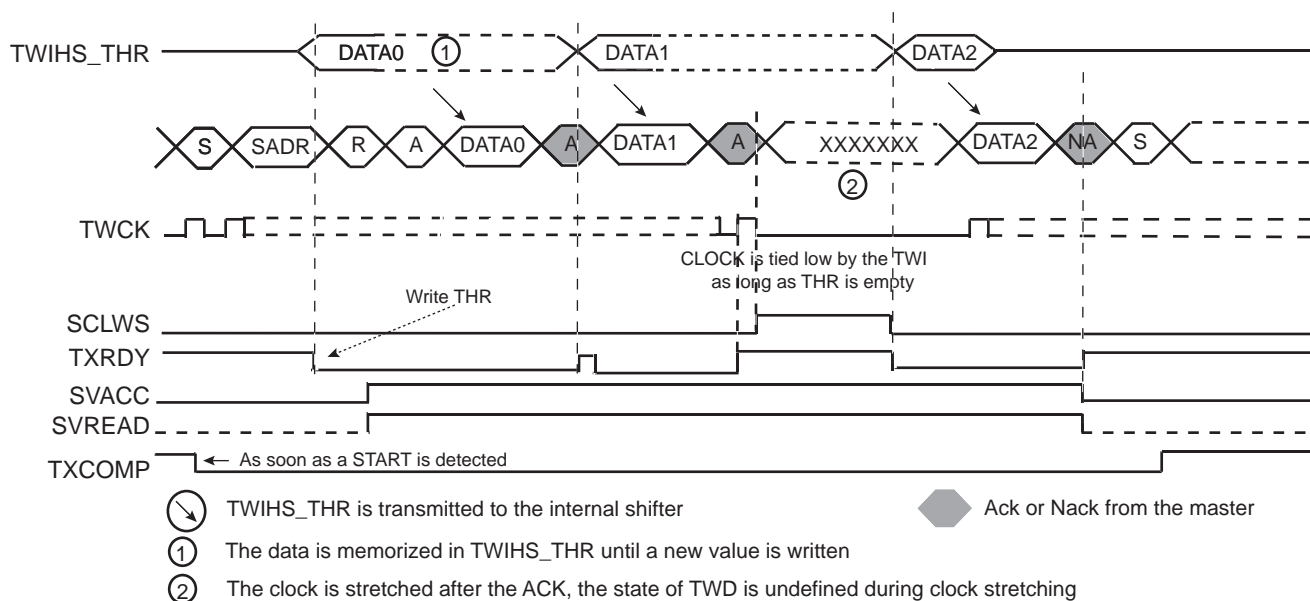 TWIHS_THR DATA0 1 DATA1 DATA2
S SADR R A DATA0 A DATA1 A XXXXXXX DATA2 NA S
2
TWCK
CLOCK is tied low by the TWI
as long as THR is empty
Write THR
SCLWS
TXRDY
SVACC
SVREAD
TXCOMP As soon as a START is detected
TWIHS_THR is transmitted to the internal shifter Ack or Nack from the master
1 The data is memorized in TWIHS_THR until a new value is written
2 The clock is stretched after the ACK, the state of TWD is undefined during clock stretching